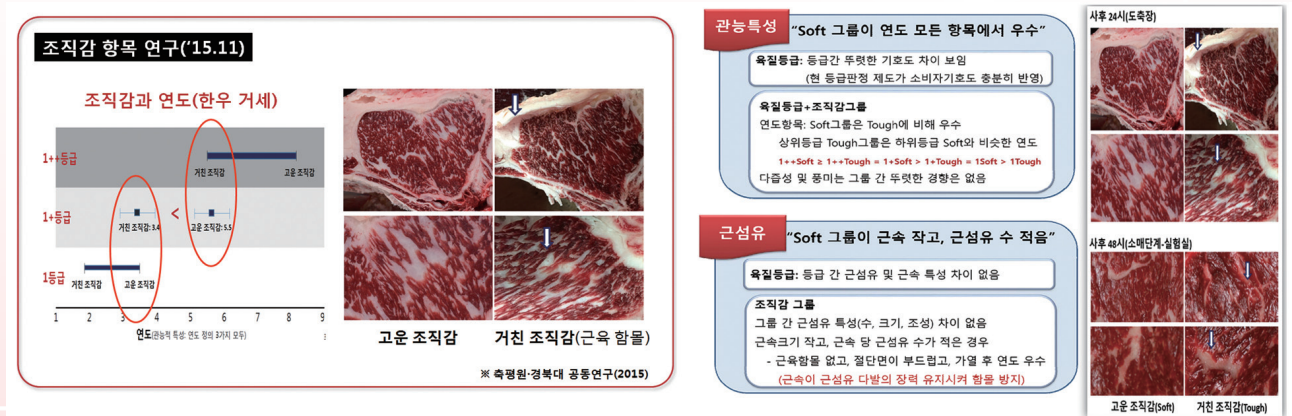 조직감 항목 연구('15.11)
조직감과 연도(한우 거세)
1++등급
거친 조직감
고운 조직감
1+등급
거친 조직감: 3.4
<
고운 조직감: 5.5
1등급
거친 조직감
고운 조직감
1 2 3 4 5 6 7 8 9
연도(관능적 특성: 연도 정의 3가지 모두)
고운 조직감
거친 조직감(근육 함몰)
※ 축평원·경북대 공동연구(2015)
관능특성
“Soft 그룹이 연도 모든 항목에서 우수”
육질등급: 등급간 뚜렷한 기호도 차이 보임
(현 등급판정 제도가 소비자기호도 충분히 반영)
육질등급+조직감그룹
연도항목: Soft그룹은 Tough에 비해 우수
상위등급 Tough그룹은 하위등급 Soft와 비슷한 연도
1++Soft ≥ 1++Tough = 1+Soft > 1+Tough = 1Soft > 1Tough
다즙성 및 풍미는 그룹 간 뚜렷한 경향은 없음
근섬유
“Soft 그룹이 근속 작고, 근섬유 수 적음”
육질등급: 등급 간 근섬유 및 근속 특성 차이 없음
조직감 그룹
그룹 간 근섬유 특성(수, 크기, 조성) 차이 없음
근속크기 작고, 근속 당 근섬유 수가 적은 경우
- 근육함몰 없고, 절단면이 부드럽고, 가열 후 연도 우수
(근속이 근섬유 다발의 장력 유지시켜 함몰 방지)
사후 24시(도축장)
사후 48시(소매단계-실험실)
고운 조직감(Soft)
거친 조직감(Tough)